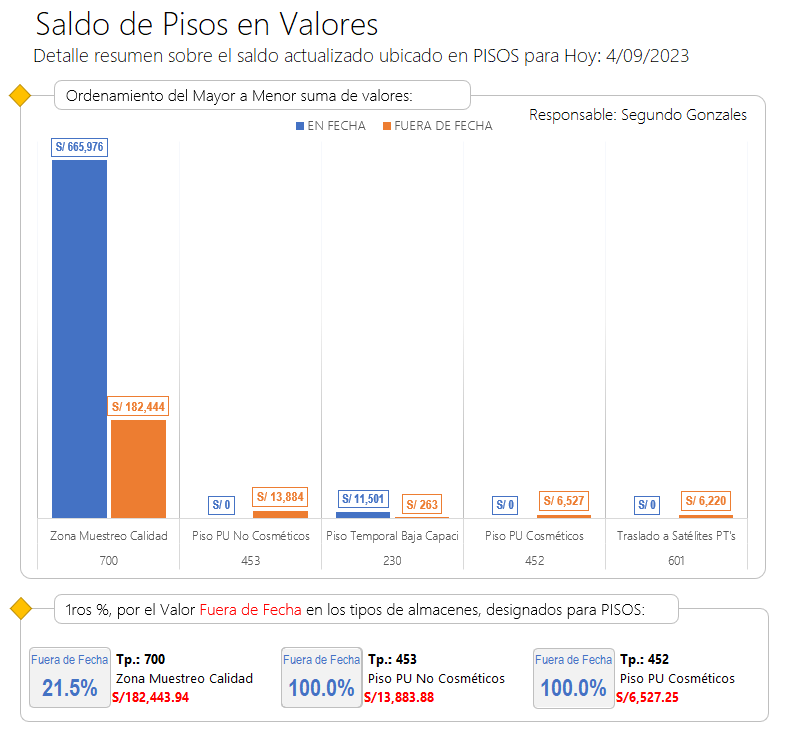 Saldo de Pisos en Valores
Detalle resumen sobre el saldo actualizado ubicado en PISOS para Hoy: 4/09/2023
Ordenamiento del Mayor a Menor suma de valores:
Responsable: Segundo Gonzales
EN FECHA FUERA DE FECHA
S/ 665,976
S/ 182,444
S/ 0 S/ 13,884 S/ 11,501 S/ 263 S/ 0 S/ 6,527 S/ 0 S/ 6,220
Zona Muestreo Calidad Piso PU No Cosméticos Piso Temporal Baja Capaci Piso PU Cosméticos Traslado a Satélites PT's
700 453 230 452 601
1ros %, por el Valor Fuera de Fecha en los tipos de almacenes, designados para PISOS:
Fuera de Fecha
21.5%
Tp.: 700
Zona Muestreo Calidad
S/182,443.94
Fuera de Fecha
100.0%
Tp.: 453
Piso PU No Cosméticos
S/13,883.88
Fuera de Fecha
100.0%
Tp.: 452
Piso PU Cosméticos
S/6,527.25